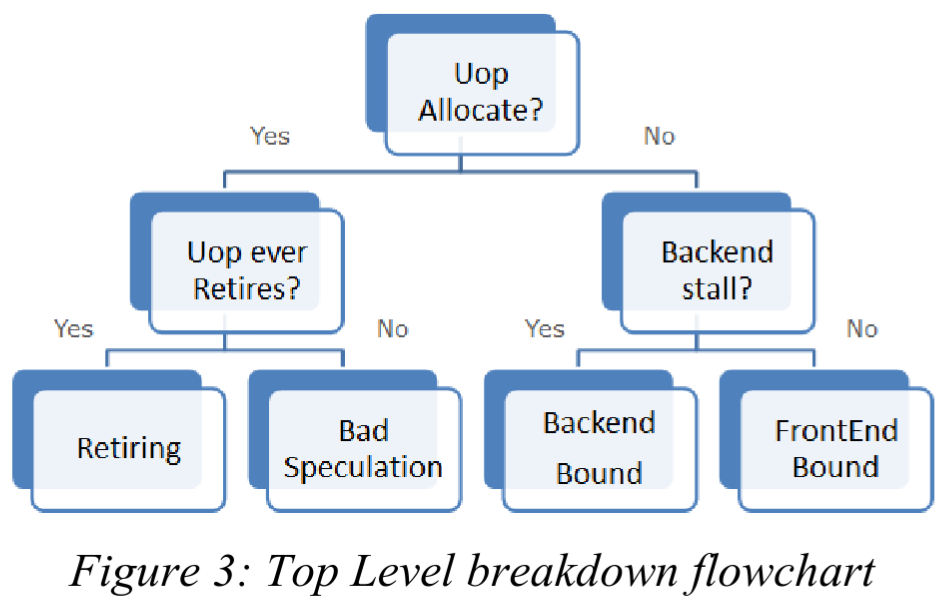 Uop
Allocate?
Yes
No
Uop ever
Retires?
Backend
stall?
Yes
No
Yes
No
Retiring
Bad
Speculation
Backend
Bound
FrontEnd
Bound
Figure 3: Top Level breakdown flowchart